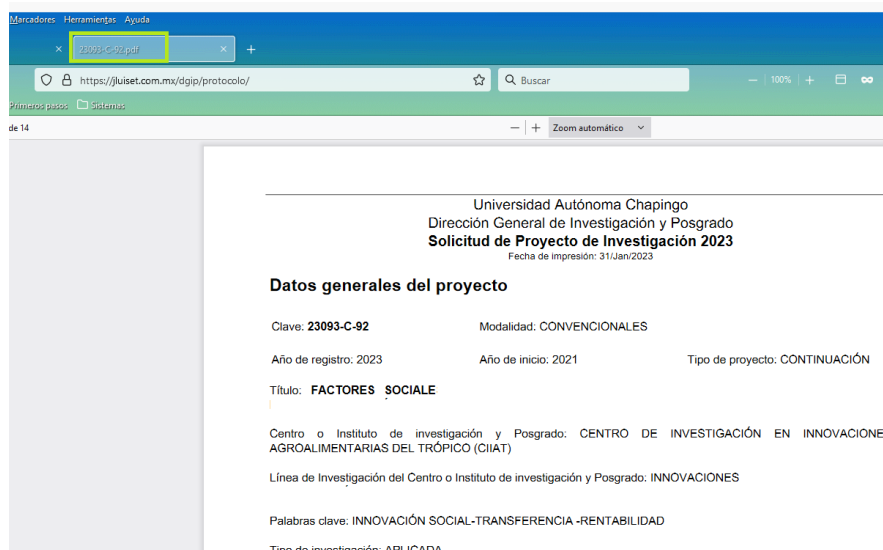 Marcadores Herramientas Ayuda
× 23093-C-92.pdf × +
https://jluiset.com.mx/dgip/protocolo/ Buscar — 100% +
Primeros pasos Sistemas
de 14 — + Zoom automático
Universidad Autónoma Chapingo
Dirección General de Investigación y Posgrado
Solicitud de Proyecto de Investigación 2023
Fecha de impresión: 31/Jan/2023
Datos generales del proyecto
Clave: 23093-C-92 Modalidad: CONVENCIONALES
Año de registro: 2023 Año de inicio: 2021 Tipo de proyecto: CONTINUACIÓN
Título: FACTORES SOCIALE
Centro o Instituto de investigación y Posgrado: CENTRO DE INVESTIGACIÓN EN INNOVACIONE
AGROALIMENTARIAS DEL TRÓPICO (CIIAT)
Línea de Investigación del Centro o Instituto de investigación y Posgrado: INNOVACIONES
Palabras clave: INNOVACIÓN SOCIAL-TRANSFERENCIA -RENTABILIDAD
Tipo de investigación: APLICADA